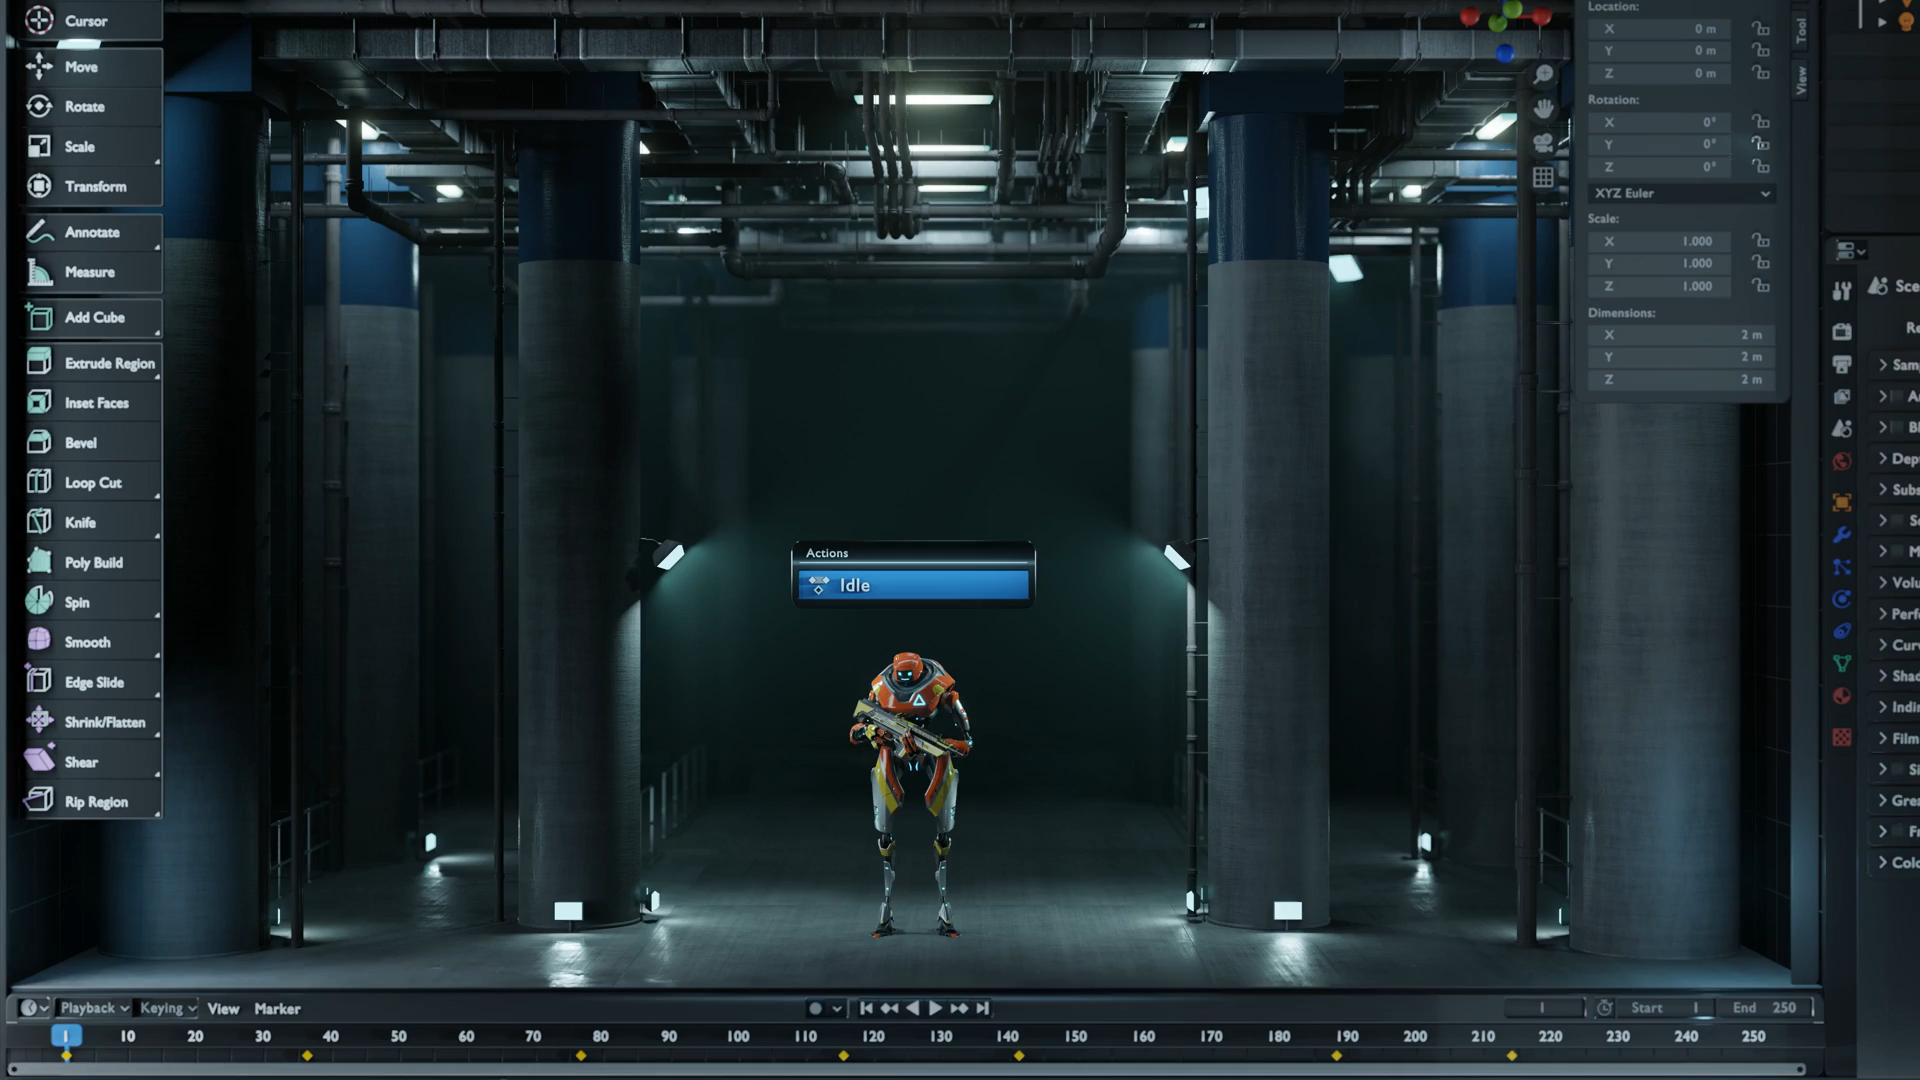 Cursor
Move
Rotate
Scale
Transform
Annotate
Measure
Add Cube
Extrude Region
Inset Faces
Bevel
Loop Cut
Knife
Poly Build
Spin
Smooth
Edge Slide
Shrink/Flatten
Shear
Rip Region
Actions
Idle
Location:
X 0 m
Y 0 m
Z 0 m
Rotation:
X 0°
Y 0°
Z 0°
XYZ Euler
Scale:
X 1.000
Y 1.000
Z 1.000
Dimensions:
X 2 m
Y 2 m
Z 2 m
Tool
View
Playback Keying View Marker
1 Start 1 End 250
1 10 20 30 40 50 60 70 80 90 100 110 120 130 140 150 160 170 180 190 200 210 220 230 240 250